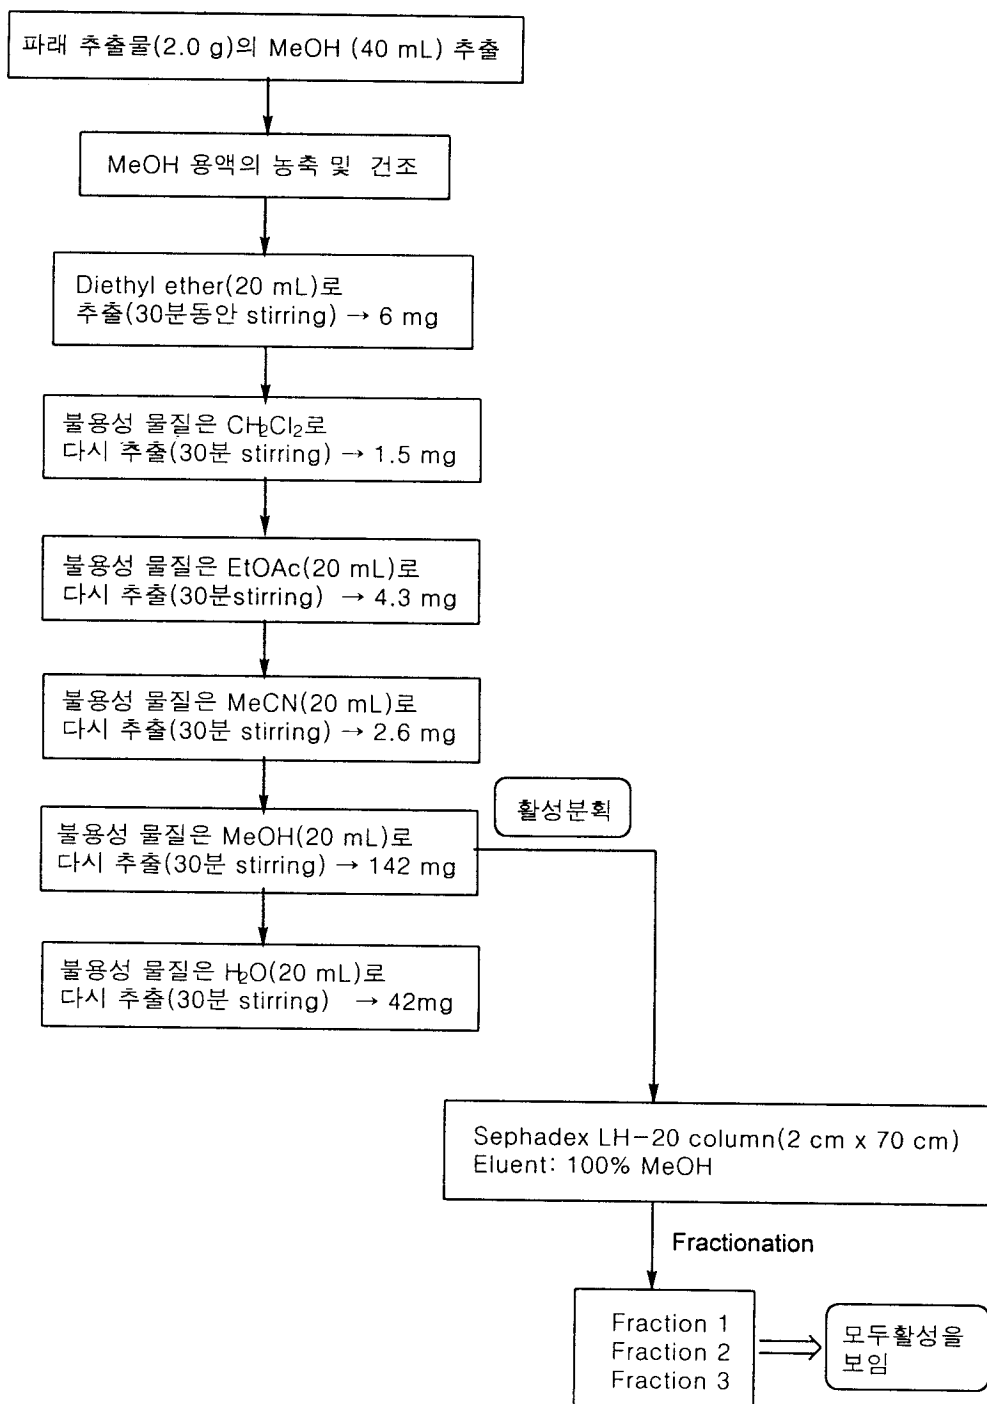 파래 추출물(2.0 g)의 MeOH (40 mL) 추출
MeOH 용액의 농축 및 건조
Diethyl ether(20 mL)로
추출(30분동안 stirring) → 6 mg
불용성 물질은 CH₂Cl₂로
다시 추출(30분 stirring) → 1.5 mg
불용성 물질은 EtOAc(20 mL)로
다시 추출(30분stirring) → 4.3 mg
불용성 물질은 MeCN(20 mL)로
다시 추출(30분 stirring) → 2.6 mg
활성분획
불용성 물질은 MeOH(20 mL)로
다시 추출(30분 stirring) → 142 mg
불용성 물질은 H₂O(20 mL)로
다시 추출(30분 stirring) → 42mg
Sephadex LH-20 column(2 cm x 70 cm)
Eluent: 100% MeOH
Fractionation
Fraction 1
Fraction 2
Fraction 3
모두활성을
보임